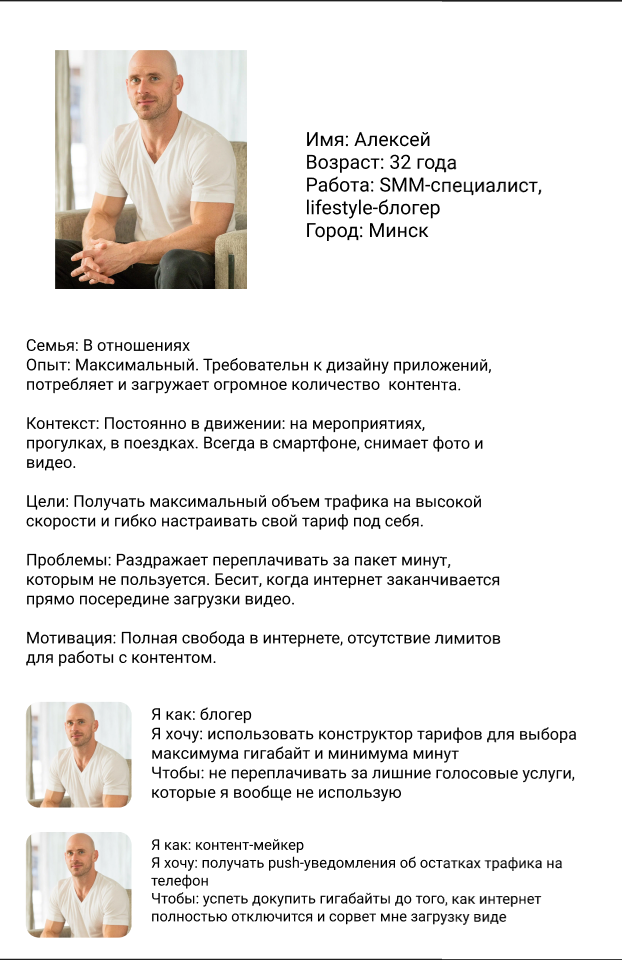 Имя: Алексей
Возраст: 32 года
Работа: SMM-специалист,
lifestyle-блогер
Город: Минск
Семья: В отношениях
Опыт: Максимальный. Требовательн к дизайну приложений,
потребляет и загружает огромное количество  контента.
Контекст: Постоянно в движении: на мероприятиях,
прогулках, в поездках. Всегда в смартфоне, снимает фото и
видео.
Цели: Получать максимальный объем трафика на высокой
скорости и гибко настраивать свой тариф под себя.
Проблемы: Раздражает переплачивать за пакет минут,
которым не пользуется. Бесит, когда интернет заканчивается
прямо посередине загрузки видео.
Мотивация: Полная свобода в интернете, отсутствие лимитов
для работы с контентом.
Я как: блогер
Я хочу: использовать конструктор тарифов для выбора
максимума гигабайт и минимума минут
Чтобы: не переплачивать за лишние голосовые услуги,
которые я вообще не использую
Я как: контент-мейкер
Я хочу: получать push-уведомления об остатках трафика на
телефон
Чтобы: успеть докупить гигабайты до того, как интернет
полностью отключится и сорвет мне загрузку виде